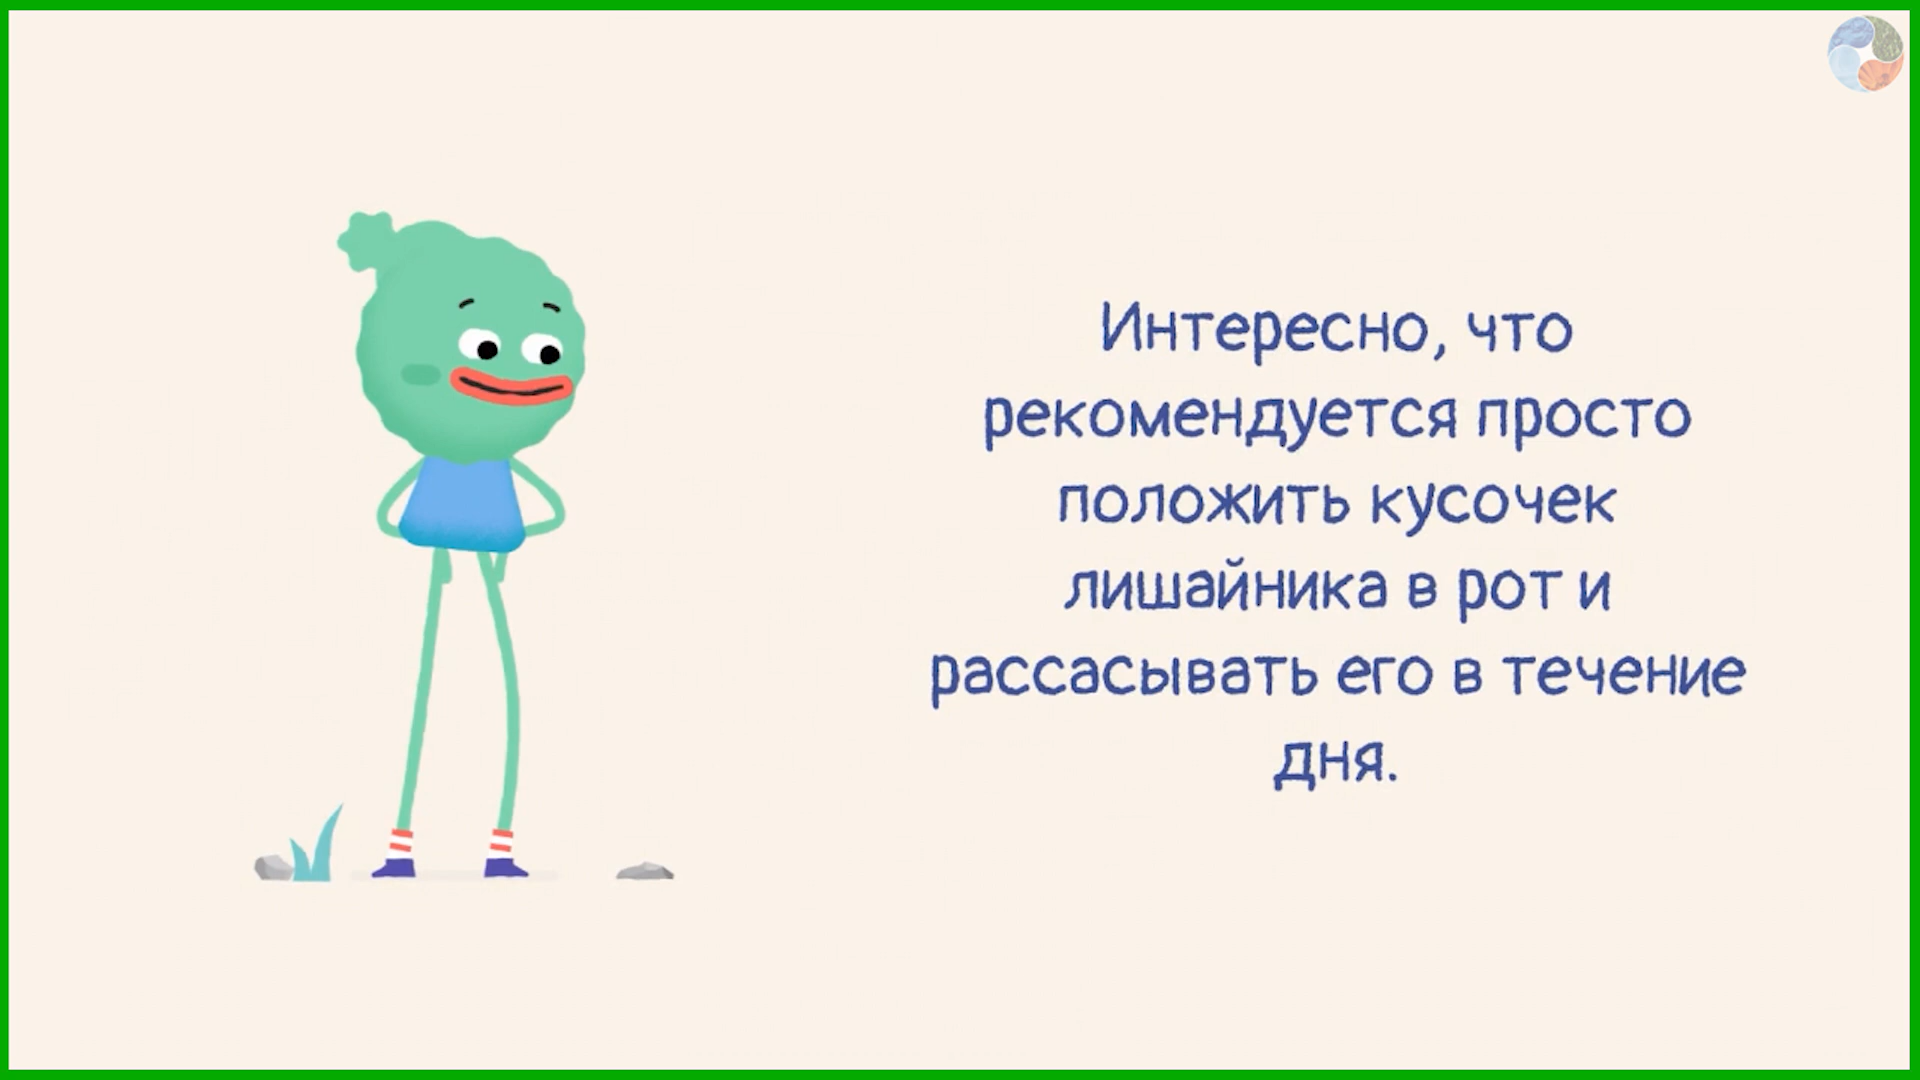 Интересно, что
рекомендуется просто
положить кусочек
лишайника в рот и
рассасывать его в течение
дня.